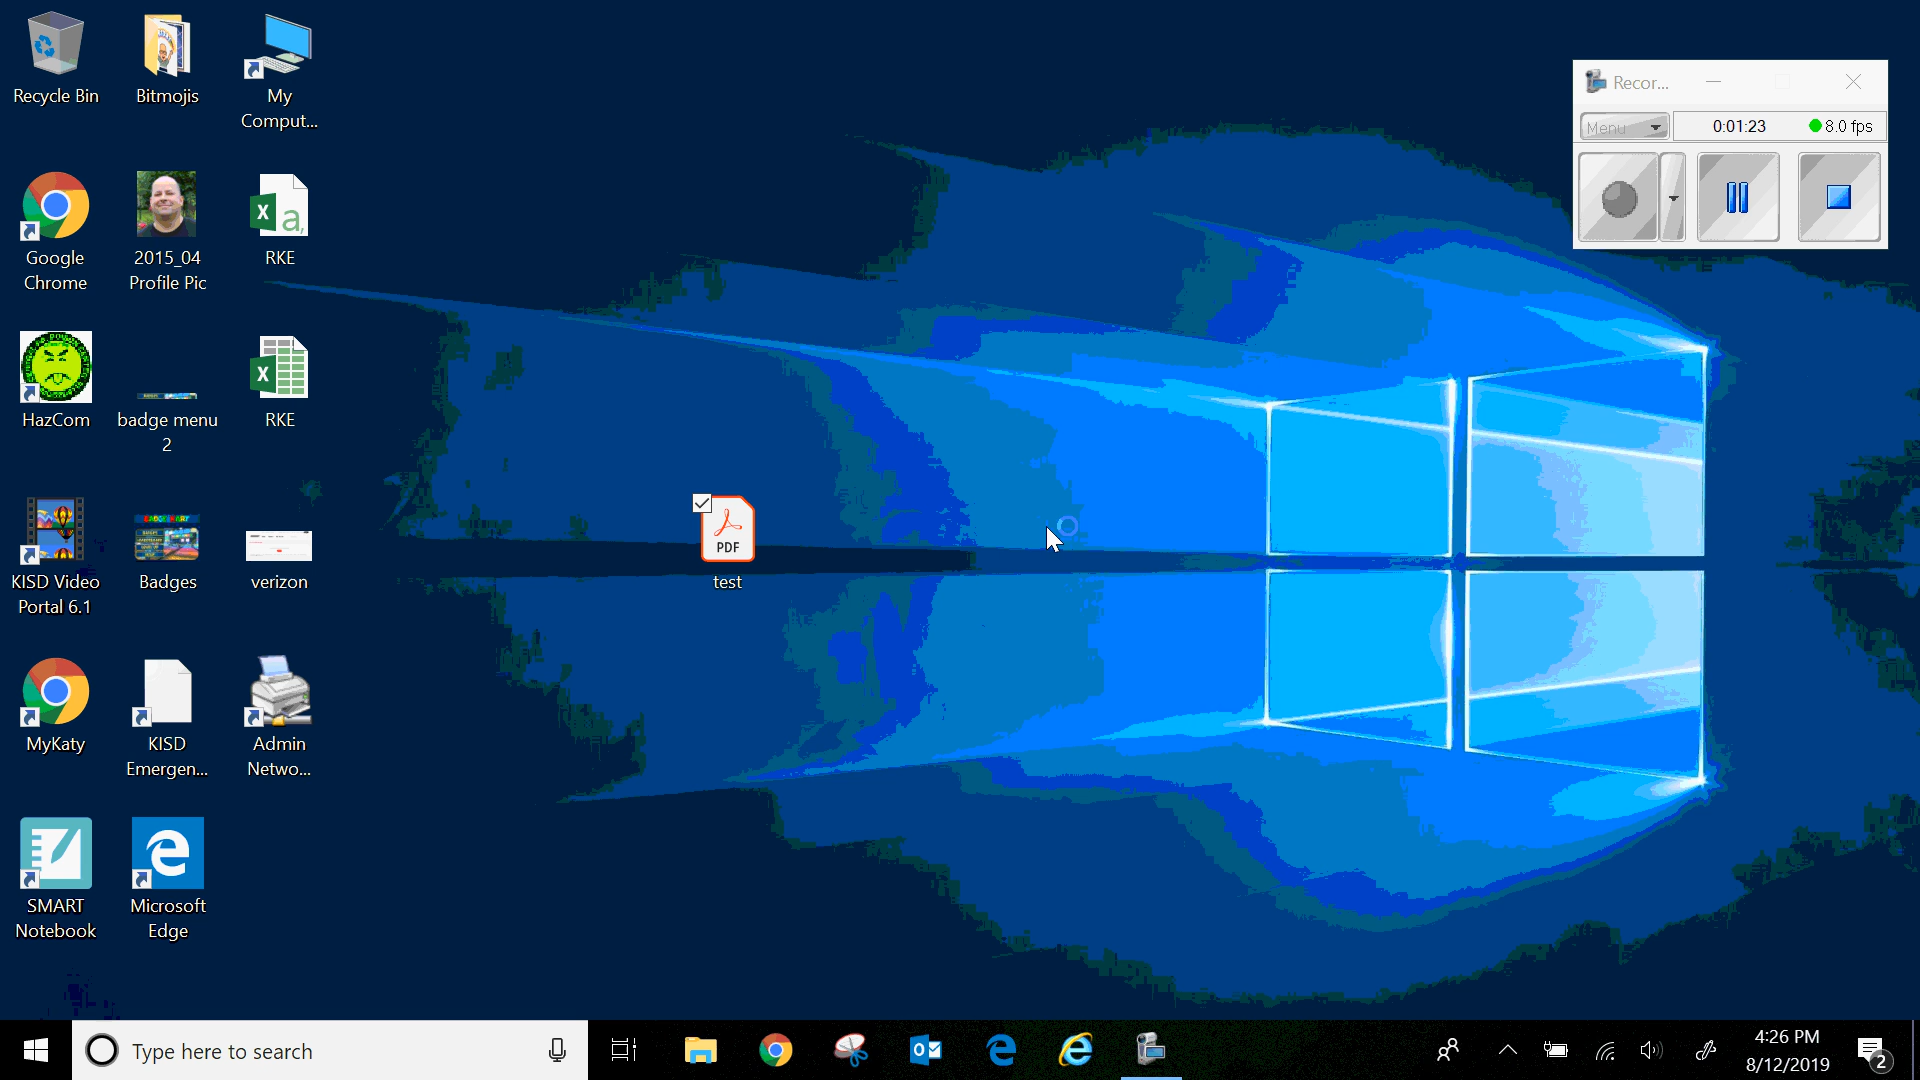 Recycle Bin
Bitmojis
My
Comput...
Google
Chrome
2015_04
Profile Pic
RKE
HazCom
badge menu
2
RKE
KISD Video
Portal 6.1
Badges
verizon
MyKaty
KISD
Emergen...
Admin
Netwo...
SMART
Notebook
Microsoft
Edge
PDF
test
Recor...
Menu
0:01:23
8.0 fps
Type here to search
4:26 PM
8/12/2019
2